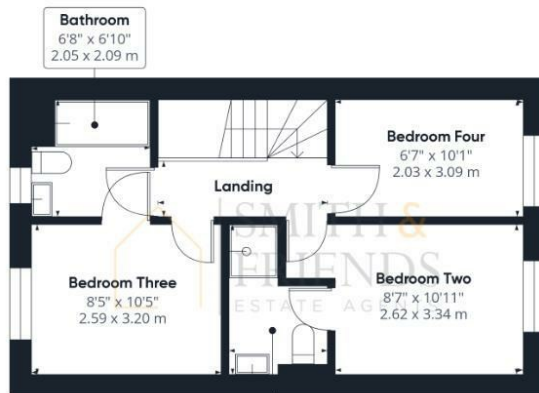 Bathroom
6'8" x 6'10"
2.05 x 2.09 m
Bedroom Four
6'7" x 10'1"
2.03 x 3.09 m
Landing
SMITH &
FRIENDS
ESTATE AGENTS
Bedroom Three
8'5" x 10'5"
2.59 x 3.20 m
Bedroom Two
8'7" x 10'11"
2.62 x 3.34 m